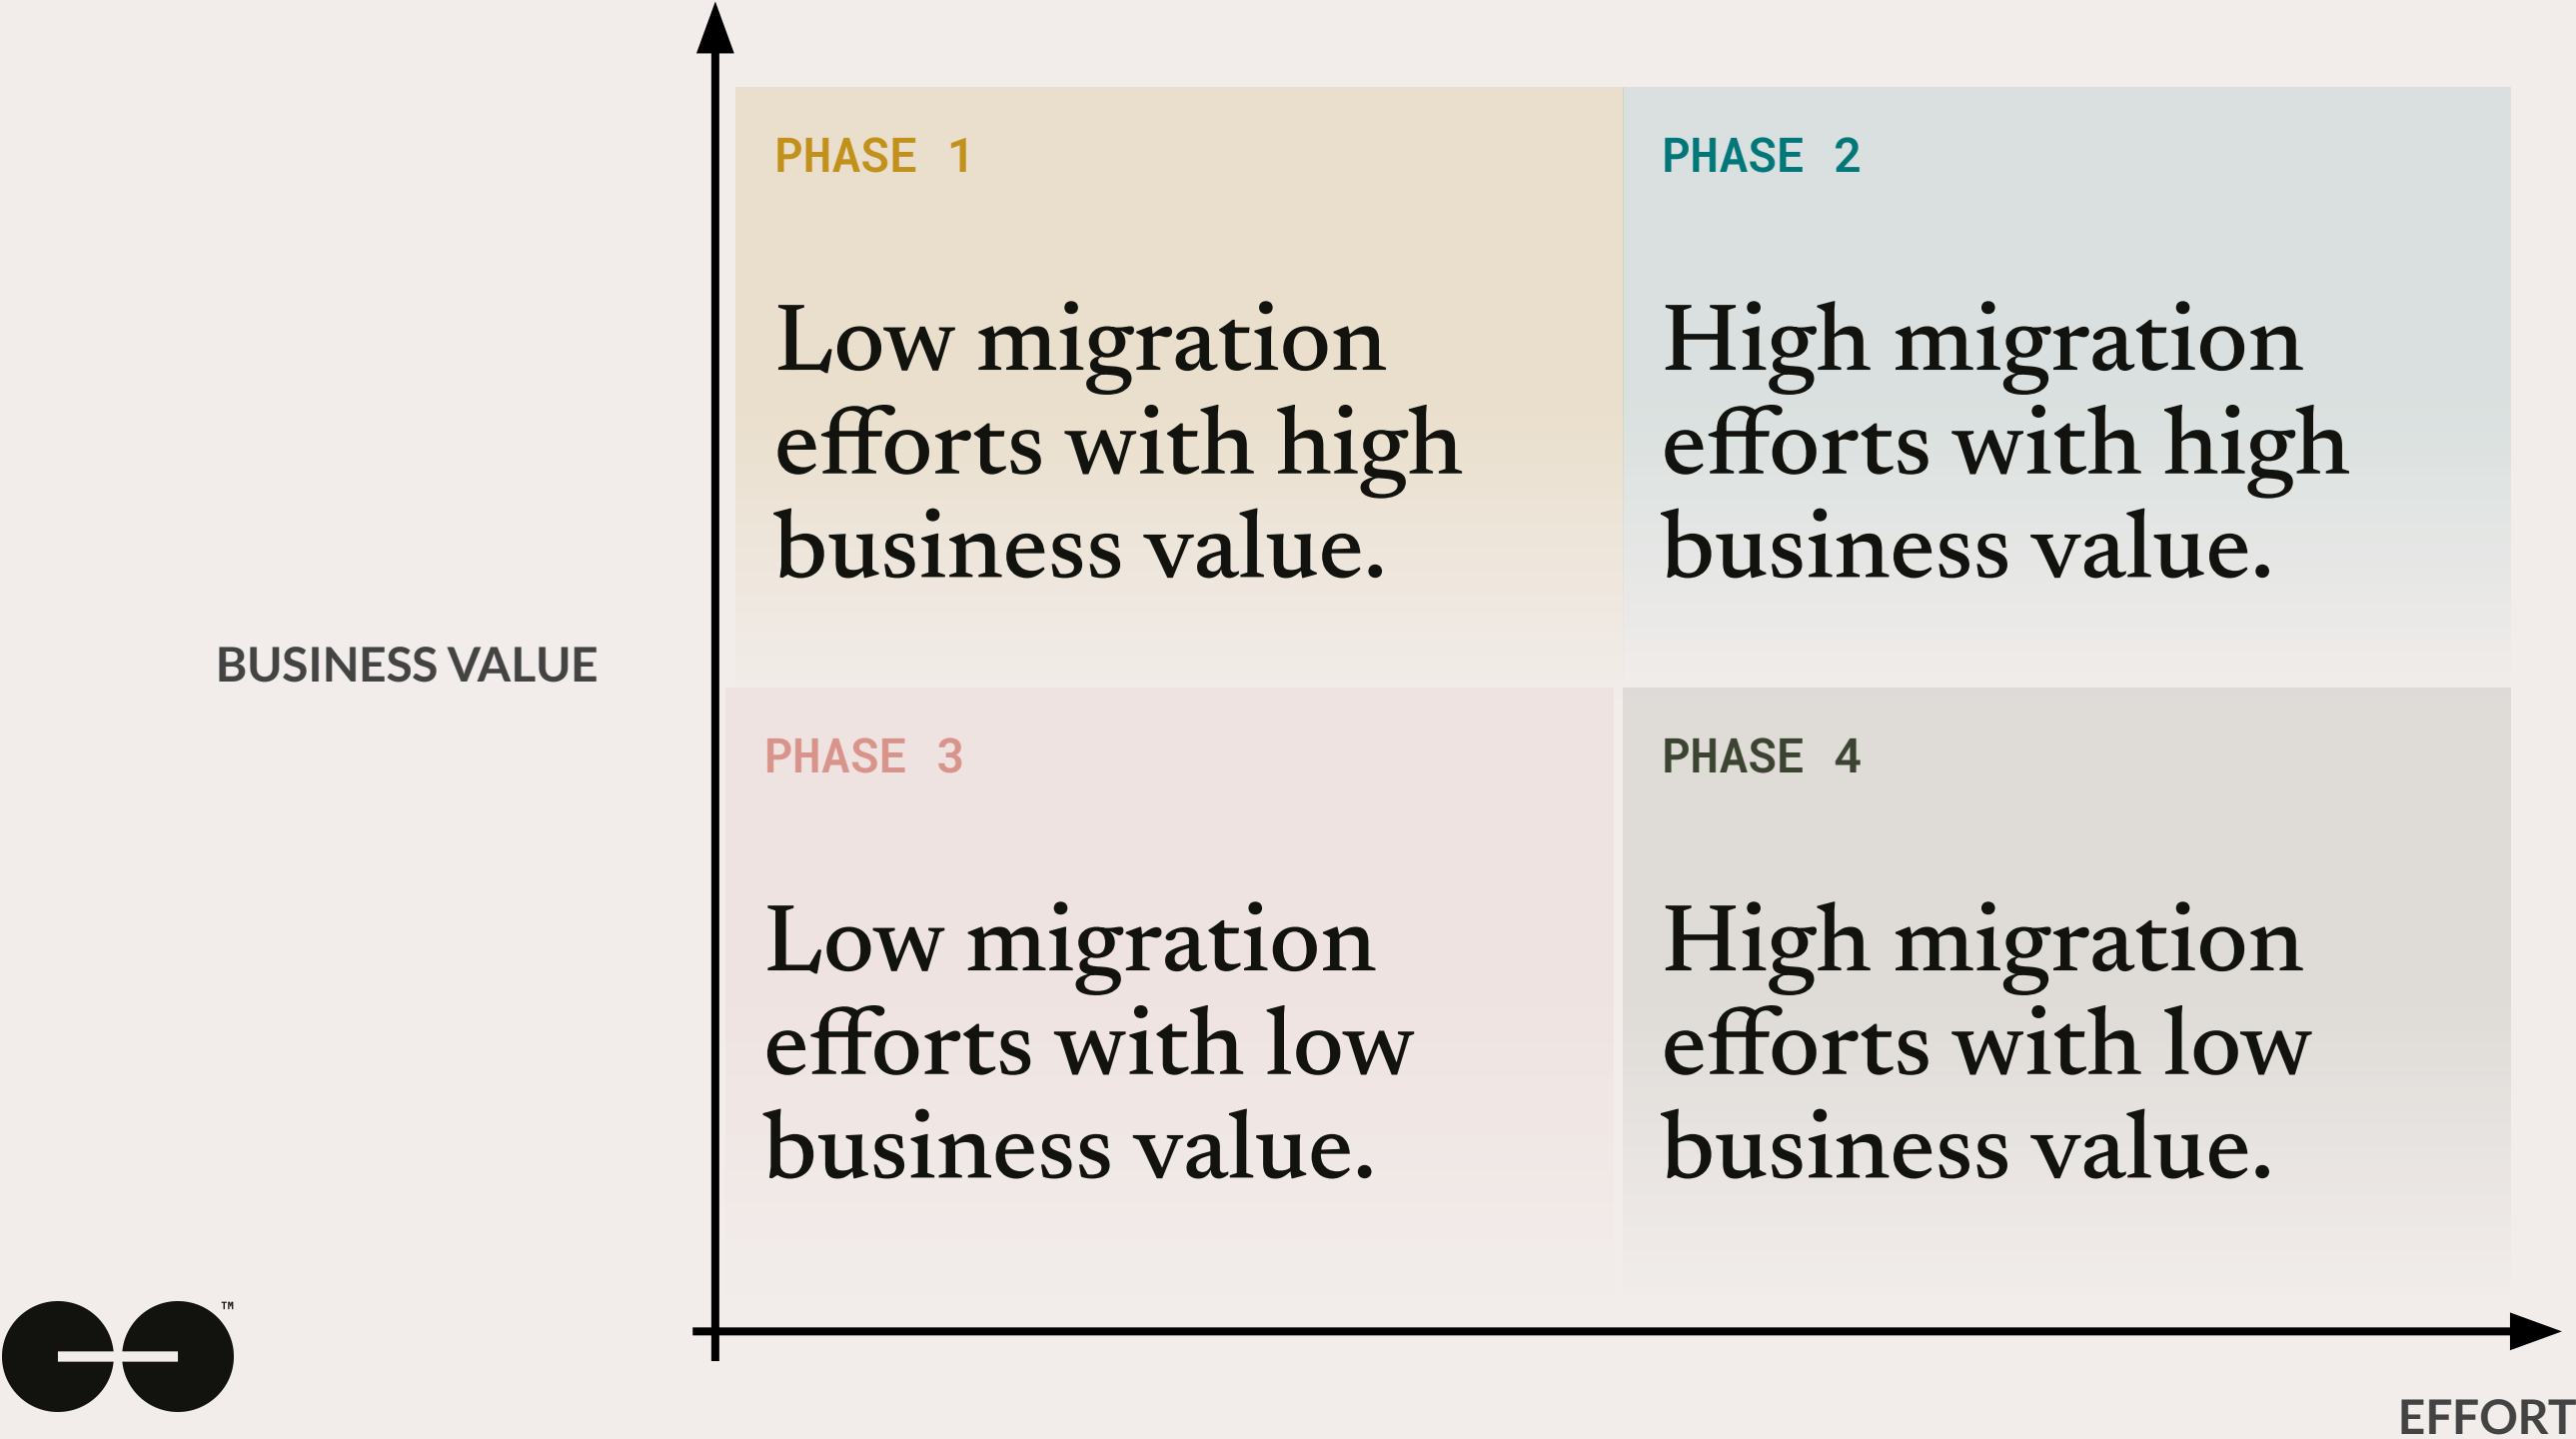 PHASE 1
Low migration
efforts with high
business value.
PHASE 2
High migration
efforts with high
business value.
BUSINESS VALUE
PHASE 3
Low migration
efforts with low
business value.
PHASE 4
High migration
efforts with low
business value.
TM
EFFORT